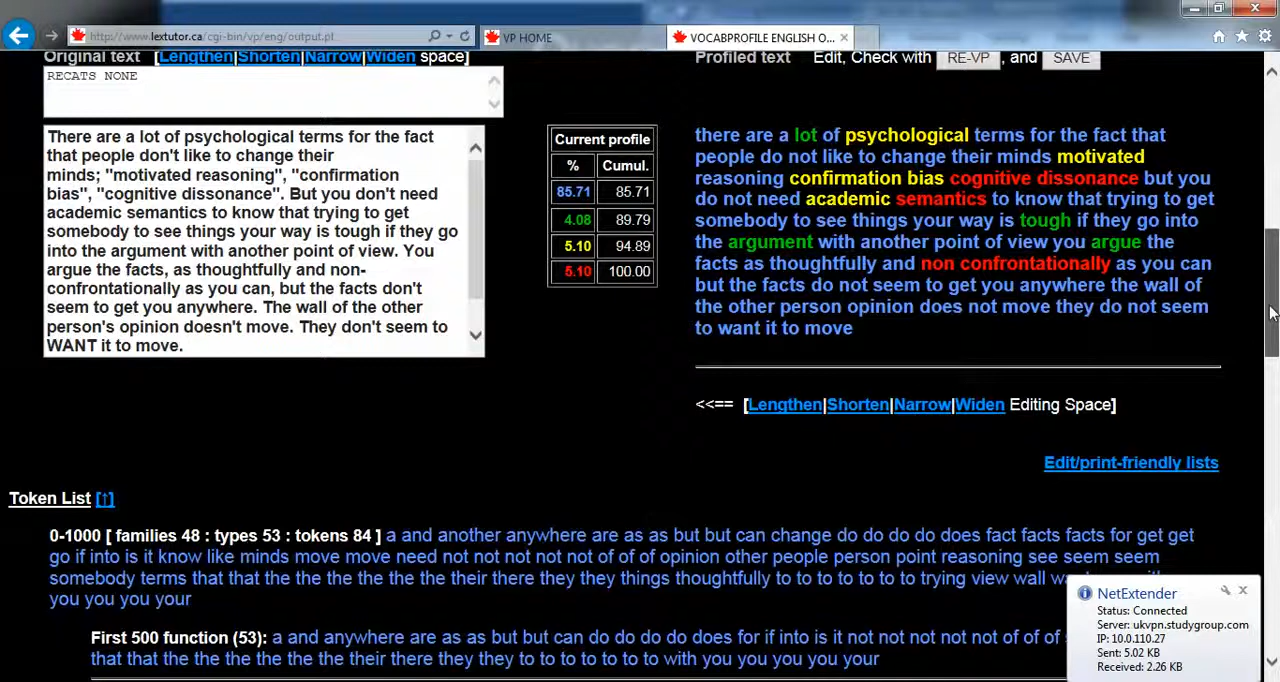 http://www.lextutor.ca/cgi-bin/vp/eng/output.pl
VP HOME
VOCABPROFILE ENGLISH O...
Original text [Lengthen|Shorten|Narrow|Widen space]
Profiled text Edit, Check with RE-VP, and SAVE
RECATS NONE
There are a lot of psychological terms for the fact
that people don't like to change their
minds; "motivated reasoning", "confirmation
bias", "cognitive dissonance". But you don't need
academic semantics to know that trying to get
somebody to see things your way is tough if they go
into the argument with another point of view. You
argue the facts, as thoughtfully and non-
confrontationally as you can, but the facts don't
seem to get you anywhere. The wall of the other
person's opinion doesn't move. They don't seem to
WANT it to move.
Current profile
% Cumul.
85.71 85.71
4.08 89.79
5.10 94.89
5.10 100.00
there are a lot of psychological terms for the fact that
people do not like to change their minds motivated
reasoning confirmation bias cognitive dissonance but you
do not need academic semantics to know that trying to get
somebody to see things your way is tough if they go into
the argument with another point of view you argue the
facts as thoughtfully and non confrontationally as you can
but the facts do not seem to get you anywhere the wall of
the other person opinion does not move they do not seem
to want it to move
<<== [Lengthen|Shorten|Narrow|Widen Editing Space]
Edit/print-friendly lists
Token List [↑]
0-1000 [ families 48 : types 53 : tokens 84 ] a and another anywhere are as as but but can change do do do do does fact facts facts for get get
go if into is it know like minds move move need not not not not not of of of opinion other people person point reasoning see seem seem
somebody terms that that the the the the the the their there they they things thoughtfully to to to to to to trying view wall
you you you your
First 500 function (53): a and anywhere are as as but but can do do do do does for if into is it not not not not not of of of
that that the the the the the the their there they they to to to to to to with you you you you your
NetExtender
Status: Connected
Server: ukvpn.studygroup.com
IP: 10.0.110.27
Sent: 5.02 KB
Received: 2.26 KB